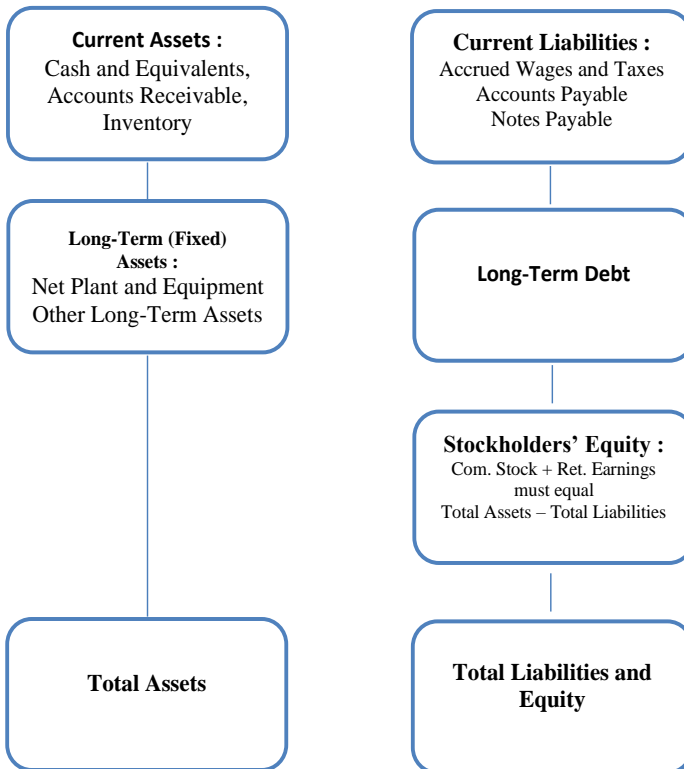 Current Assets :
Cash and Equivalents,
Accounts Receivable,
Inventory
Long-Term (Fixed)
Assets :
Net Plant and Equipment
Other Long-Term Assets
Total Assets
Current Liabilities :
Accrued Wages and Taxes
Accounts Payable
Notes Payable
Long-Term Debt
Stockholders’ Equity :
Com. Stock + Ret. Earnings
must equal
Total Assets – Total Liabilities
Total Liabilities and
Equity